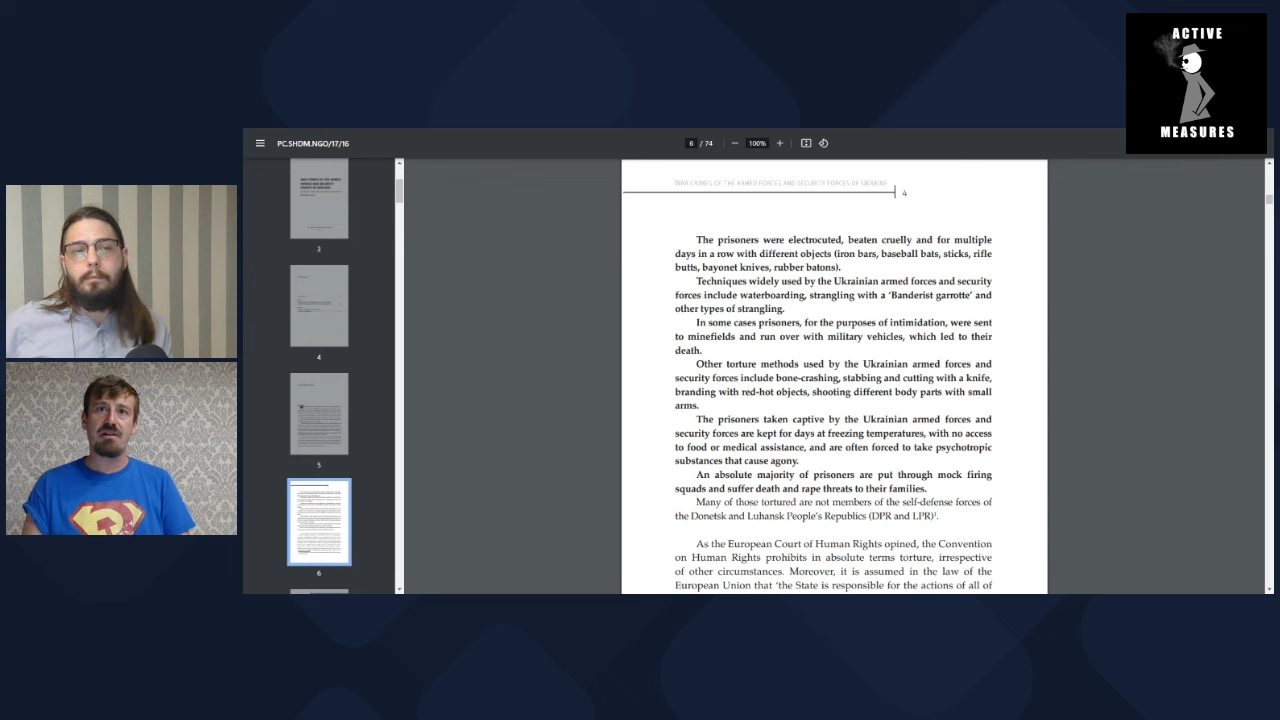 ACTIVE
MEASURES
PC.SHDM.NGO/17/16
6 / 74
100%
3
4
5
6
WAR CRIMES OF THE ARMED FORCES AND SECURITY FORCES OF UKRAINE
4
The prisoners were electrocuted, beaten cruelly and for multiple
days in a row with different objects (iron bars, baseball bats, sticks, rifle
butts, bayonet knives, rubber batons).
Techniques widely used by the Ukrainian armed forces and security
forces include waterboarding, strangling with a ‘Banderist garrotte’ and
other types of strangling.
In some cases prisoners, for the purposes of intimidation, were sent
to minefields and run over with military vehicles, which led to their
death.
Other torture methods used by the Ukrainian armed forces and
security forces include bone-crashing, stabbing and cutting with a knife,
branding with red-hot objects, shooting different body parts with small
arms.
The prisoners taken captive by the Ukrainian armed forces and
security forces are kept for days at freezing temperatures, with no access
to food or medical assistance, and are often forced to take psychotropic
substances that cause agony.
An absolute majority of prisoners are put through mock firing
squads and suffer death and rape threats to their families.
Many of those tortured are not members of the self-defense forces of
the Donetsk and Luhansk People's Republics (DPR and LPR)¹.
As the European Court of Human Rights opined, the Convention
on Human Rights prohibits in absolute terms torture, irrespective
of other circumstances. Moreover, it is assumed in the law of the
European Union that ‘the State is responsible for the actions of all of